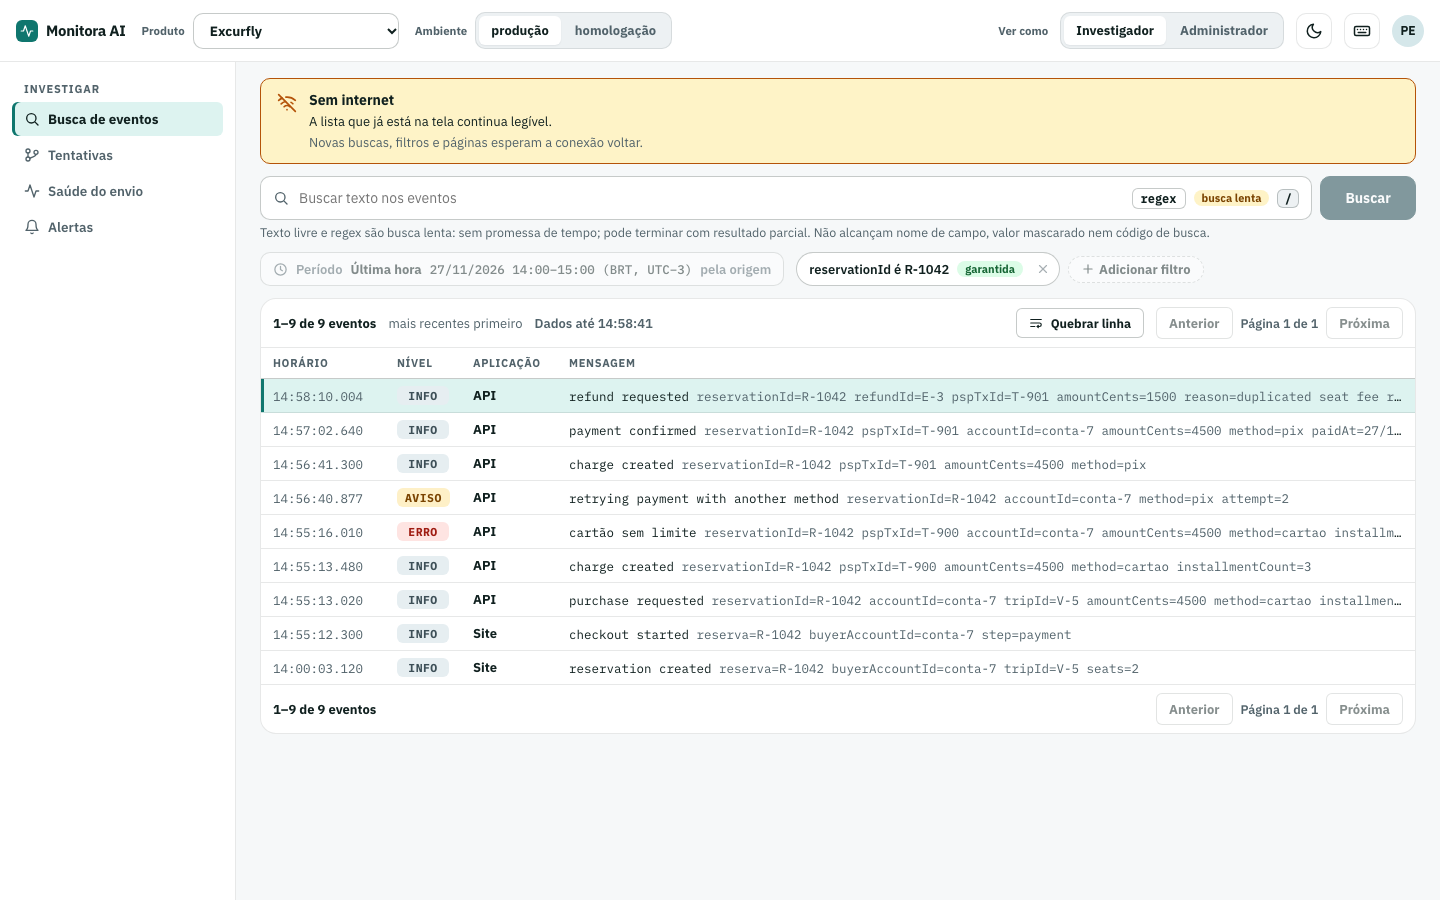 Monitora AI Produto Excurfly Ambiente produção homologação Ver como Investigador Administrador PE
INVESTIGAR
Busca de eventos
Tentativas
Saúde do envio
Alertas
Sem internet
A lista que já está na tela continua legível.
Novas buscas, filtros e páginas esperam a conexão voltar.
Buscar texto nos eventos regex busca lenta / Buscar
Texto livre e regex são busca lenta: sem promessa de tempo; pode terminar com resultado parcial. Não alcançam nome de campo, valor mascarado nem código de busca.
Período Última hora 27/11/2026 14:00–15:00 (BRT, UTC−3) pela origem reservationId é R-1042 garantida × + Adicionar filtro
1–9 de 9 eventos mais recentes primeiro Dados até 14:58:41 Quebrar linha Anterior Página 1 de 1 Próxima
HORÁRIO NÍVEL APLICAÇÃO MENSAGEM
14:58:10.004 INFO API refund requested reservationId=R-1042 refundId=E-3 pspTxId=T-901 amountCents=1500 reason=duplicated seat fee r…
14:57:02.640 INFO API payment confirmed reservationId=R-1042 pspTxId=T-901 accountId=conta-7 amountCents=4500 method=pix paidAt=27/1…
14:56:41.300 INFO API charge created reservationId=R-1042 pspTxId=T-901 amountCents=4500 method=pix
14:56:40.877 AVISO API retrying payment with another method reservationId=R-1042 accountId=conta-7 method=pix attempt=2
14:55:16.010 ERRO API cartão sem limite reservationId=R-1042 pspTxId=T-900 accountId=conta-7 amountCents=4500 method=cartao installm…
14:55:13.480 INFO API charge created reservationId=R-1042 pspTxId=T-900 amountCents=4500 method=cartao installmentCount=3
14:55:13.020 INFO API purchase requested reservationId=R-1042 accountId=conta-7 tripId=V-5 amountCents=4500 method=cartao installmen…
14:55:12.300 INFO Site checkout started reserva=R-1042 buyerAccountId=conta-7 step=payment
14:00:03.120 INFO Site reservation created reserva=R-1042 buyerAccountId=conta-7 tripId=V-5 seats=2
1–9 de 9 eventos Anterior Página 1 de 1 Próxima